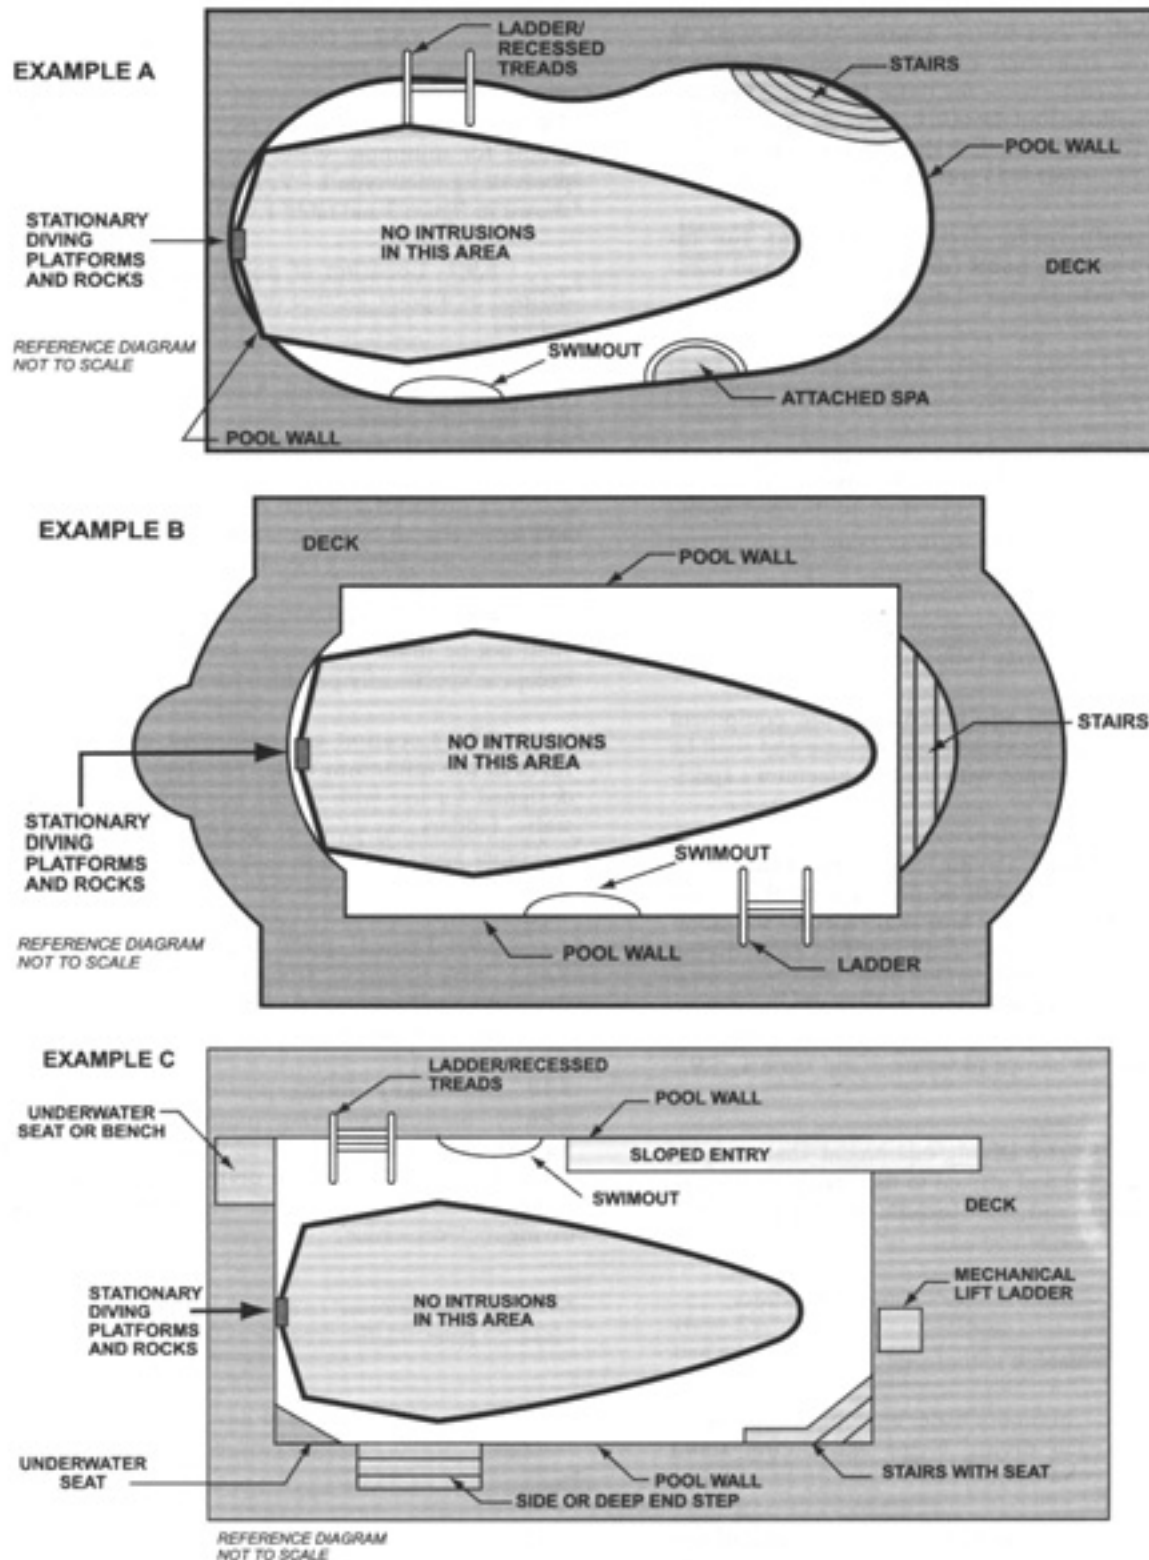 EXAMPLE A
LADDER/
RECESSED
TREADS
STAIRS
POOL WALL
STATIONARY
DIVING
PLATFORMS
AND ROCKS
NO INTRUSIONS
IN THIS AREA
DECK
REFERENCE DIAGRAM
NOT TO SCALE
SWIMOUT
ATTACHED SPA
POOL WALL
EXAMPLE B
DECK
POOL WALL
NO INTRUSIONS
IN THIS AREA
STAIRS
STATIONARY
DIVING
PLATFORMS
AND ROCKS
SWIMOUT
REFERENCE DIAGRAM
NOT TO SCALE
POOL WALL
LADDER
EXAMPLE C
LADDER/RECESSED
TREADS
POOL WALL
UNDERWATER
SEAT OR BENCH
SLOPED ENTRY
SWIMOUT
DECK
MECHANICAL
LIFT LADDER
STATIONARY
DIVING
PLATFORMS
AND ROCKS
NO INTRUSIONS
IN THIS AREA
UNDERWATER
SEAT
POOL WALL
STAIRS WITH SEAT
SIDE OR DEEP END STEP
REFERENCE DIAGRAM
NOT TO SCALE